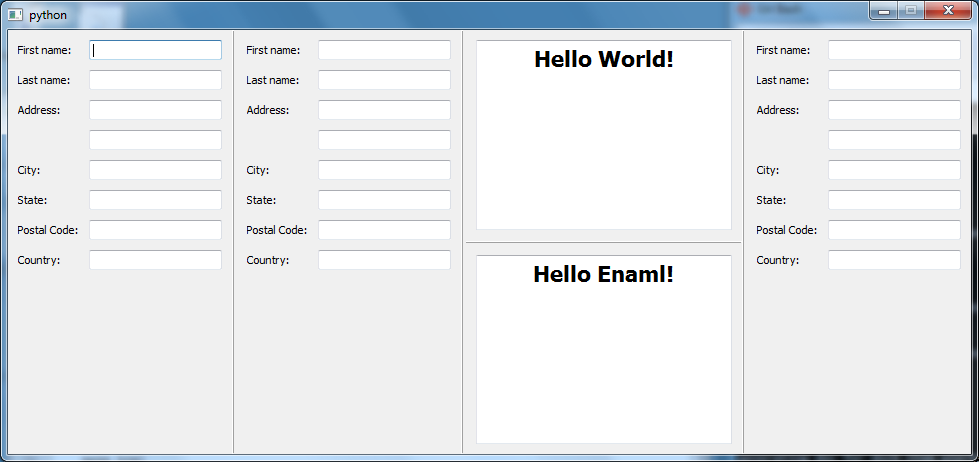 python
First name:
Last name:
Address:
City:
State:
Postal Code:
Country:
First name:
Last name:
Address:
City:
State:
Postal Code:
Country:
Hello World!
Hello Enaml!
First name:
Last name:
Address:
City:
State:
Postal Code:
Country: